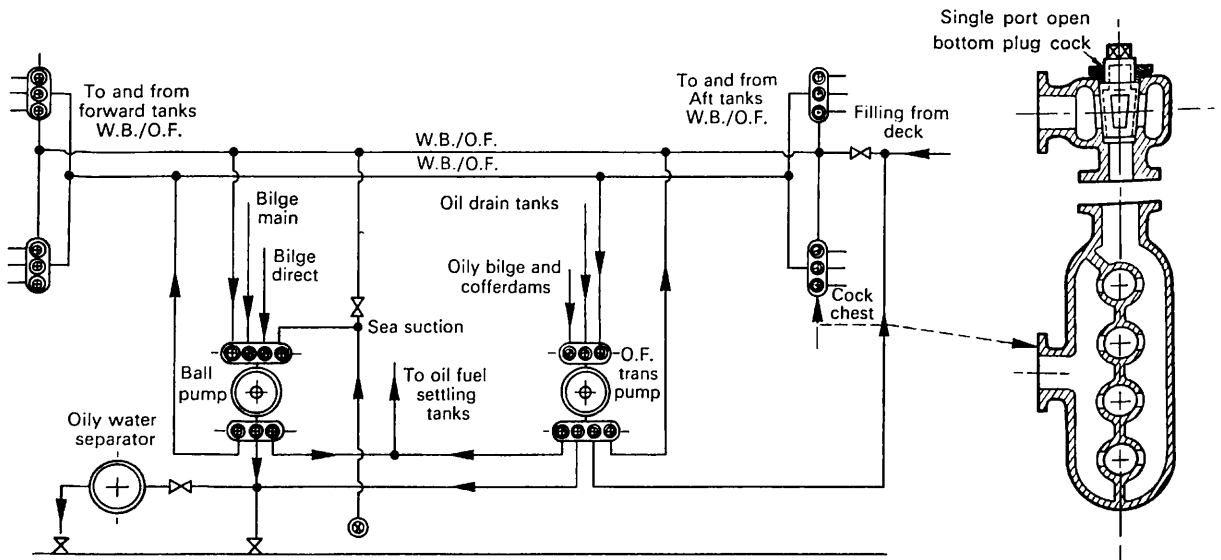 Single port open
bottom plug cock
To and from
forward tanks
W.B./O.F.
To and from
Aft tanks
W.B./O.F.
Filling from
deck
W.B./O.F.
W.B./O.F.
Bilge
main
Oil drain tanks
Bilge
direct
Oily bilge and
cofferdams
Cock
chest
Sea suction
Ball
pump
To oil fuel
settling
tanks
O.F.
trans
pump
Oily water
separator